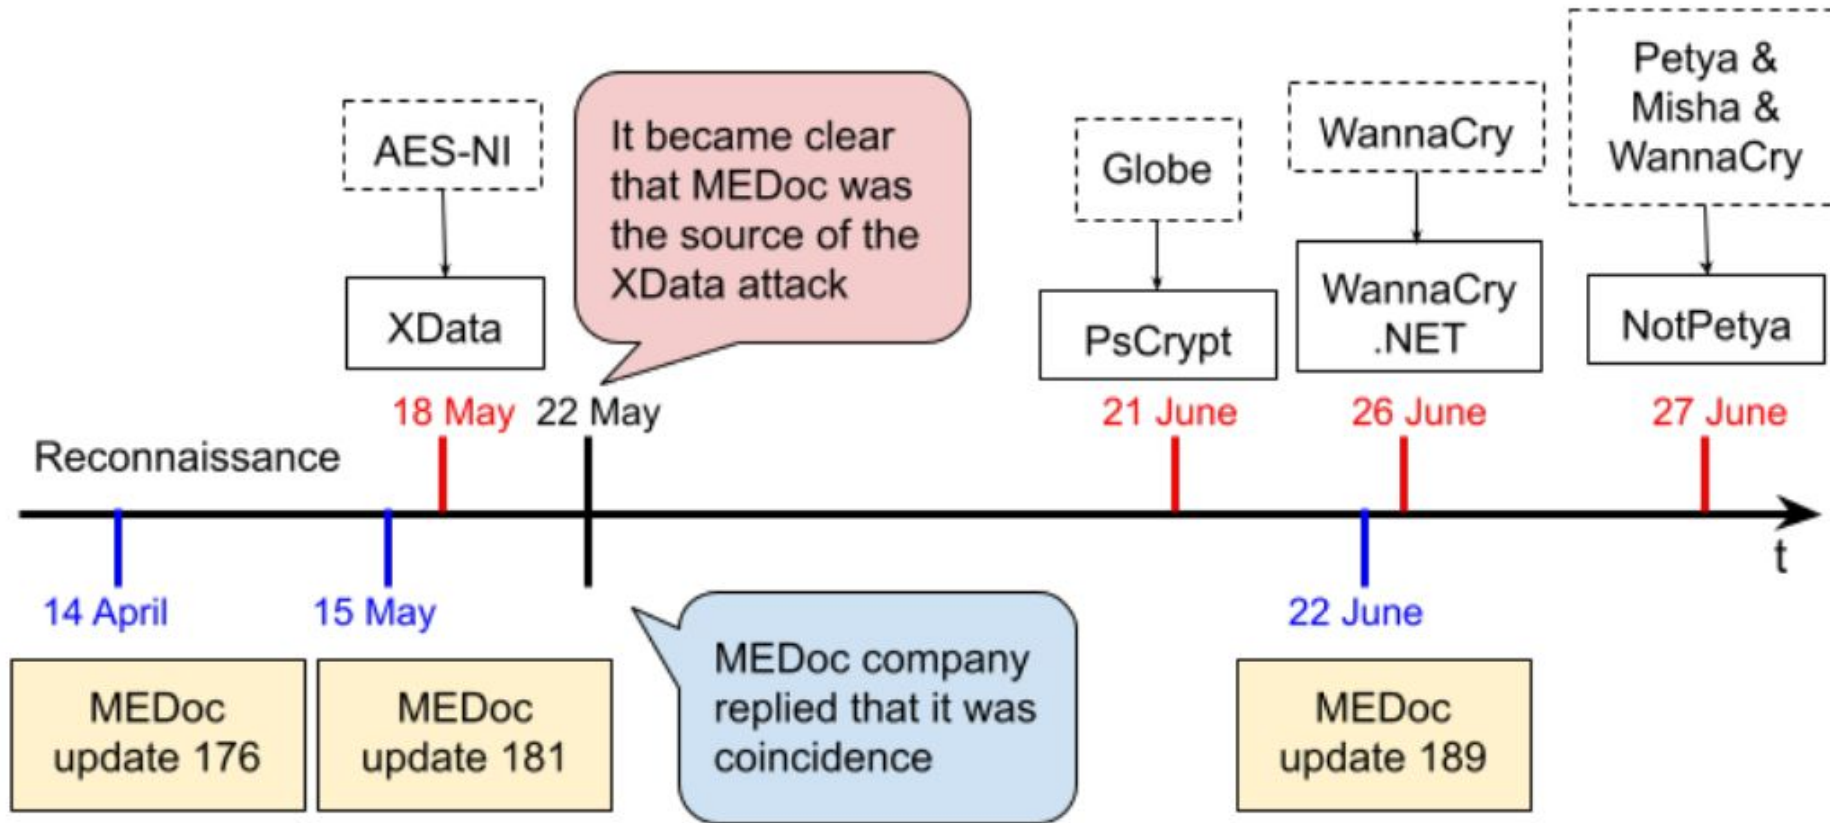 Petya &
Misha &
WannaCry
AES-NI
It became clear
that MEDoc was
the source of the
XData attack
Globe
WannaCry
XData
PsCrypt
WannaCry
.NET
NotPetya
18 May
22 May
21 June
26 June
27 June
Reconnaissance
t
14 April
15 May
22 June
MEDoc
update 176
MEDoc
update 181
MEDoc company
replied that it was
coincidence
MEDoc
update 189